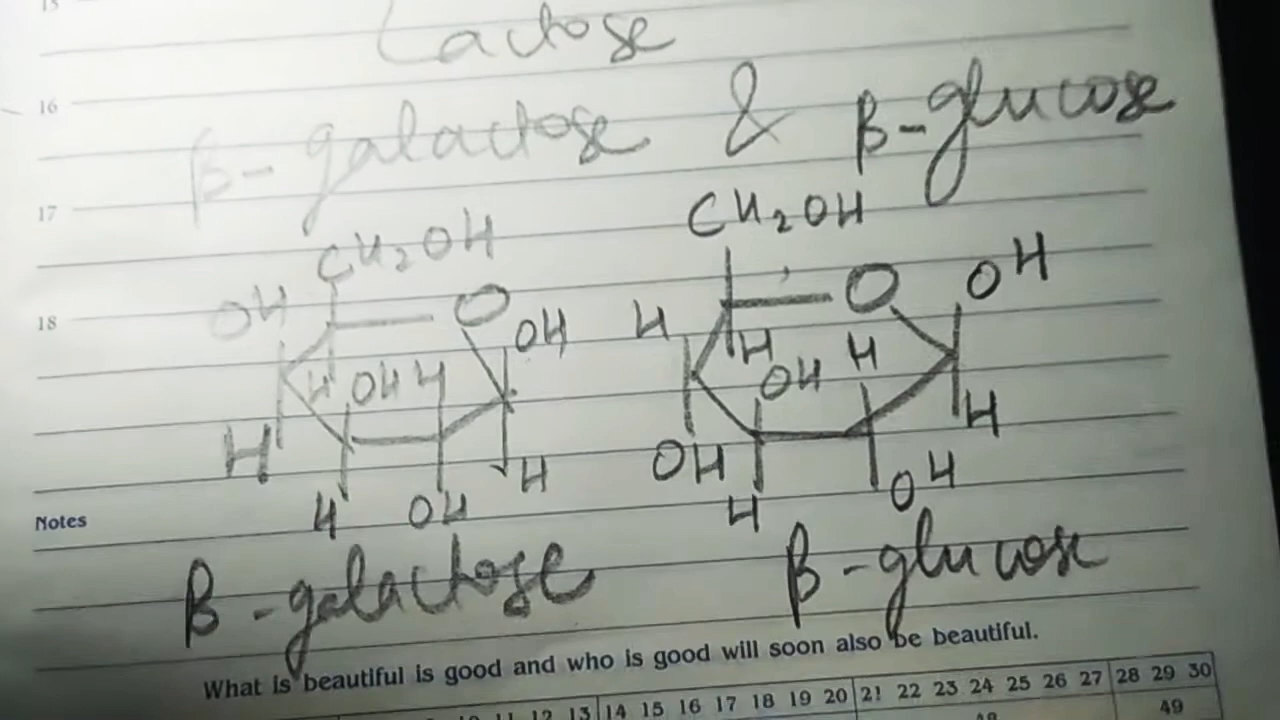 15
Lactose
16
β-galactose & β-glucose
17
CH₂OH CH₂OH
OH O OH H O OH
18
H OH H H OH H
H H OH H
H OH H OH
Notes
β-galactose β-glucose
What is beautiful is good and who is good will soon also be beautiful.
12 13 14 15 16 17 18 19 20 21 22 23 24 25 26 27 28 29 30
49